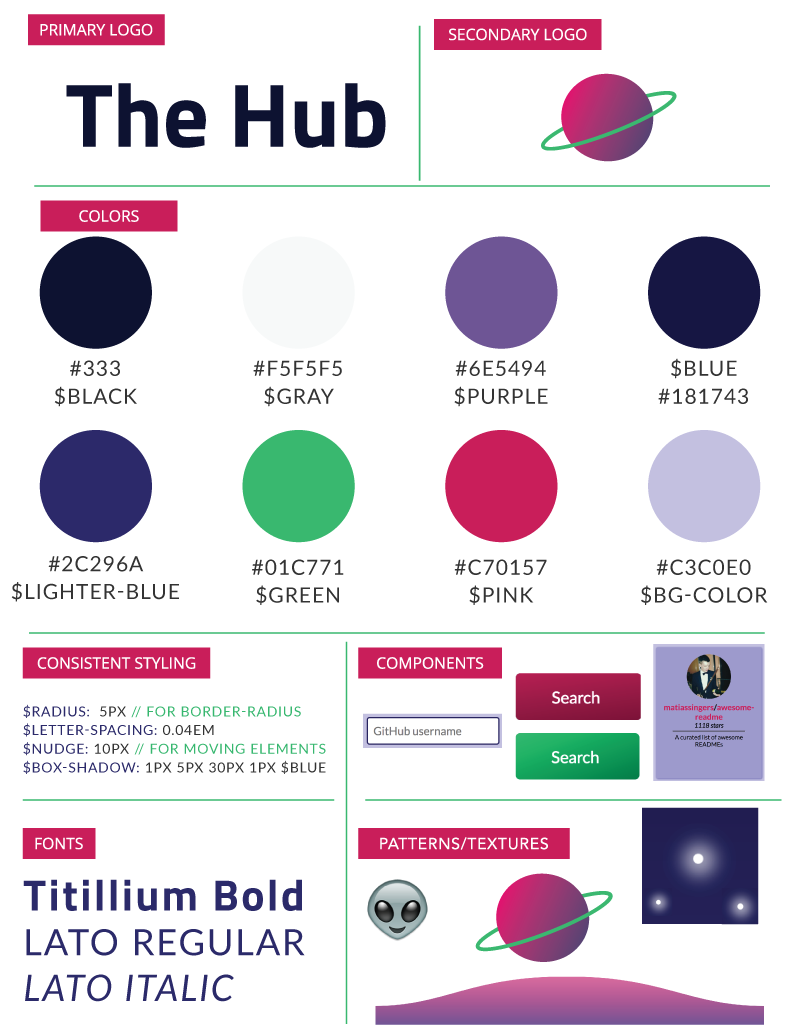 PRIMARY LOGO
SECONDARY LOGO
The Hub
COLORS
#333
$BLACK
#F5F5F5
$GRAY
#6E5494
$PURPLE
$BLUE
#181743
#2C296A
$LIGHTER-BLUE
#01C771
$GREEN
#C70157
$PINK
#C3C0E0
$BG-COLOR
CONSISTENT STYLING
$RADIUS: 5PX // FOR BORDER-RADIUS
$LETTER-SPACING: 0.04EM
$NUDGE: 10PX // FOR MOVING ELEMENTS
$BOX-SHADOW: 1PX 5PX 30PX 1PX $BLUE
COMPONENTS
GitHub username
Search
Search
matiassingers/awesome-
readme
1118 stars
A curated list of awesome
READMEs
FONTS
Titillium Bold
LATO REGULAR
LATO ITALIC
PATTERNS/TEXTURES